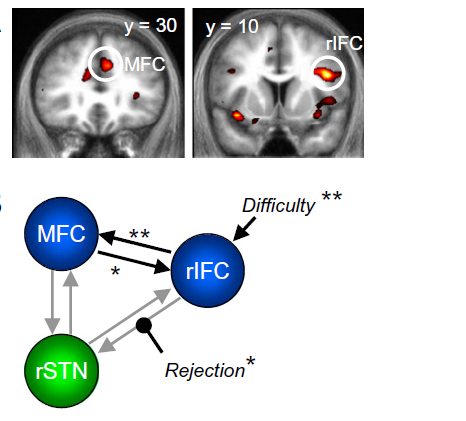 y = 30
y = 10
MFC
rIFC
Difficulty **
MFC
**
*
rIFC
rSTN
Rejection*